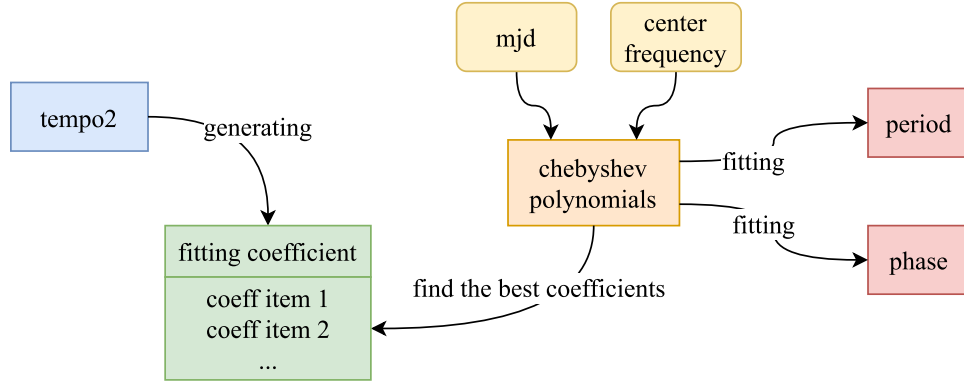 mjd
center
frequency
tempo2
generating
chebyshev
polynomials
fitting
period
fitting
phase
fitting coefficient
coeff item 1
coeff item 2
...
find the best coefficients